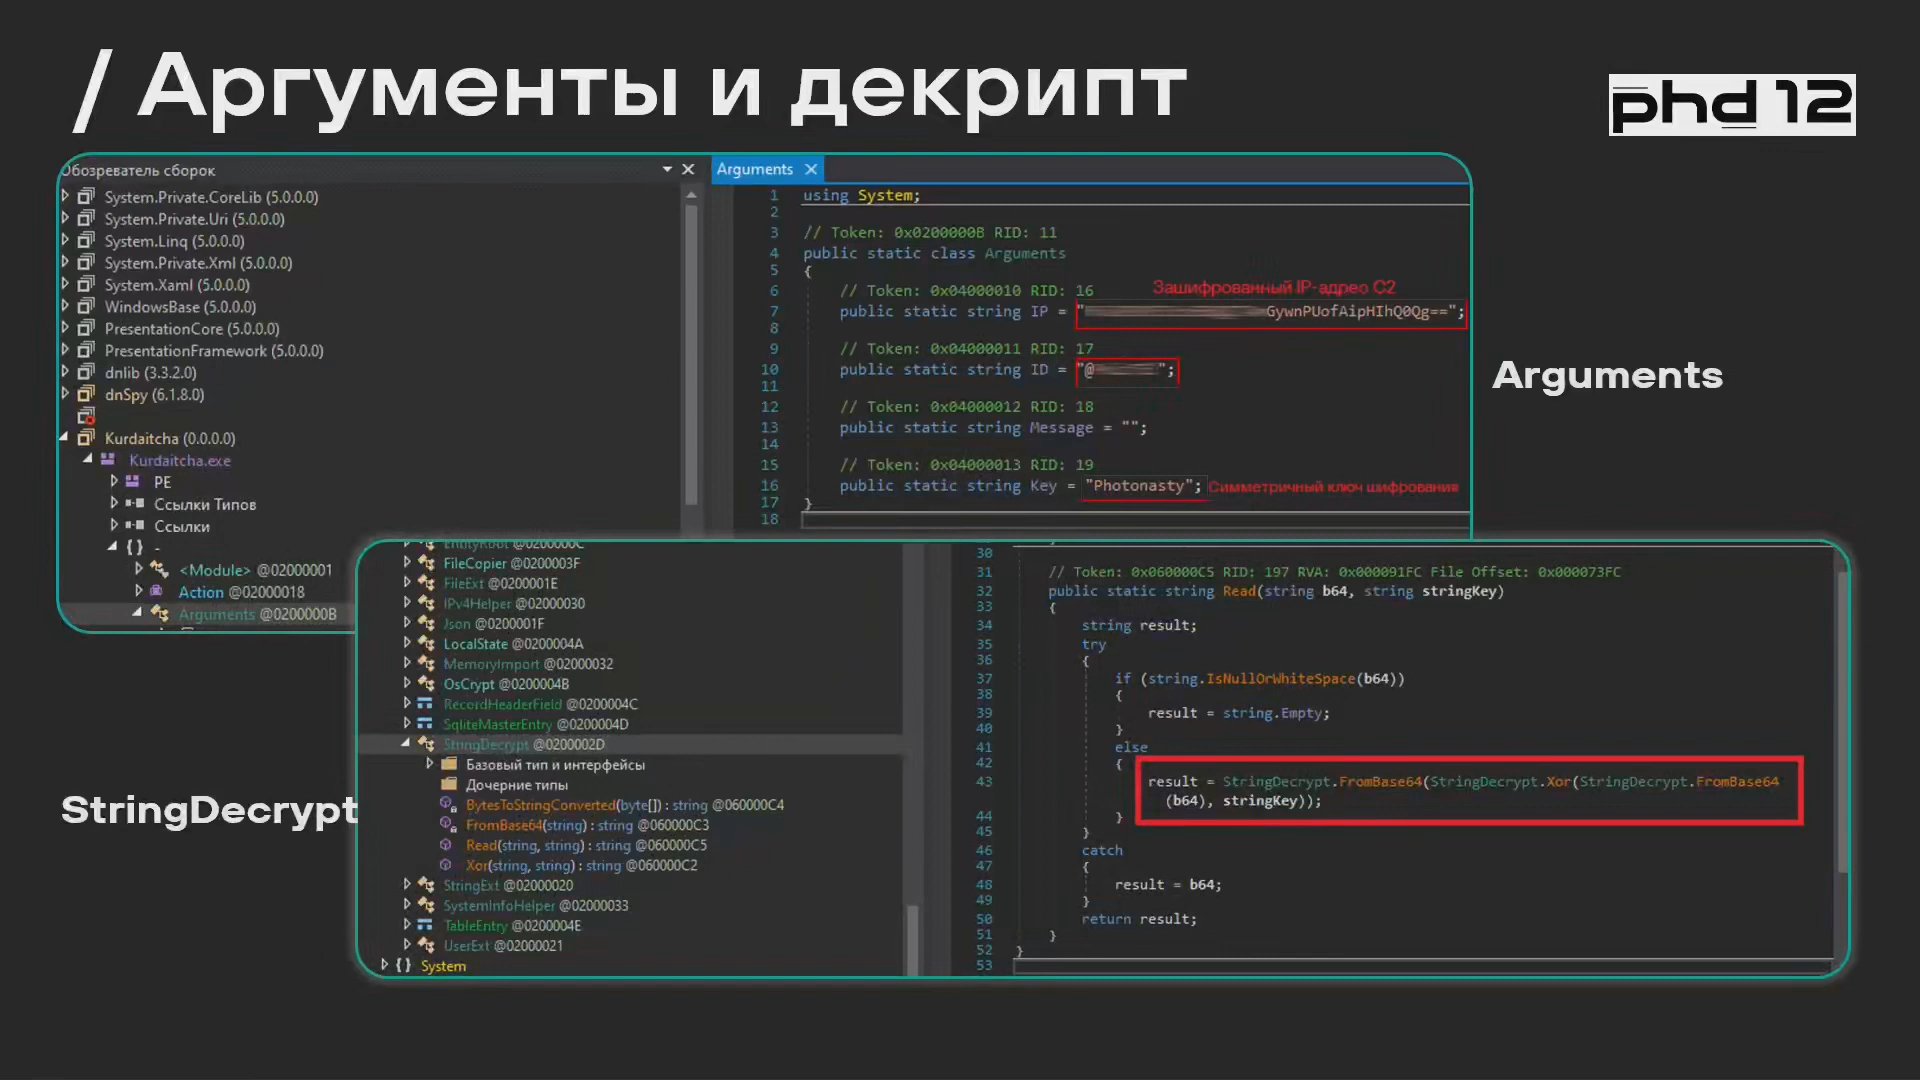 / Аргументы и декрипт
phd 12
Обозреватель сборок
System.Private.CoreLib (5.0.0.0)
System.Private.Uri (5.0.0.0)
System.Linq (5.0.0.0)
System.Private.Xml (5.0.0.0)
System.Xaml (5.0.0.0)
WindowsBase (5.0.0.0)
PresentationCore (5.0.0.0)
PresentationFramework (5.0.0.0)
dnlib (3.3.2.0)
dnSpy (6.1.8.0)
Kurdaitcha (0.0.0.0)
Kurdaitcha.exe
PE
Ссылки Типов
Ссылки
{ } -
<Module> @02000001
Action @02000018
Arguments @0200000B
Arguments
1 using System;
2
3 // Token: 0x0200000B RID: 11
4 public static class Arguments
5 {
6 // Token: 0x04000010 RID: 16
Зашифрованный IP-адрео C2
7 public static string IP = "GywnPUofAipHIhQ0Qg==";
8
9 // Token: 0x04000011 RID: 17
10 public static string ID = "@";
11
12 // Token: 0x04000012 RID: 18
13 public static string Message = "";
14
15 // Token: 0x04000013 RID: 19
16 public static string Key = "Photonasty"; Симметричный ключ шифрования
17 }
18
Arguments
StringDecrypt
EntityRoot @0200000C
FileCopier @0200003F
FileExt @0200001E
IPv4Helper @02000030
Json @0200001F
LocalState @0200004A
MemoryImport @02000032
OsCrypt @0200004B
RecordHeaderField @0200004C
SqliteMasterEntry @0200004D
StringDecrypt @0200002D
Базовый тип и интерфейсы
Дочерние типы
BytesToStringConverted(byte[]) : string @060000C4
FromBase64(string) : string @060000C3
Read(string, string) : string @060000C5
Xor(string, string) : string @060000C2
StringExt @02000020
SystemInfoHelper @02000033
TableEntry @0200004E
UserExt @02000021
{ } System
30
31 // Token: 0x060000C5 RID: 197 RVA: 0x000091FC File Offset: 0x000073FC
32 public static string Read(string b64, string stringKey)
33 {
34 string result;
35 try
36 {
37 if (string.IsNullOrWhiteSpace(b64))
38 {
39 result = string.Empty;
40 }
41 else
42 {
43 result = StringDecrypt.FromBase64(StringDecrypt.Xor(StringDecrypt.FromBase64
(b64), stringKey));
44 }
45 }
46 catch
47 {
48 result = b64;
49 }
50 return result;
51 }
52 }
53